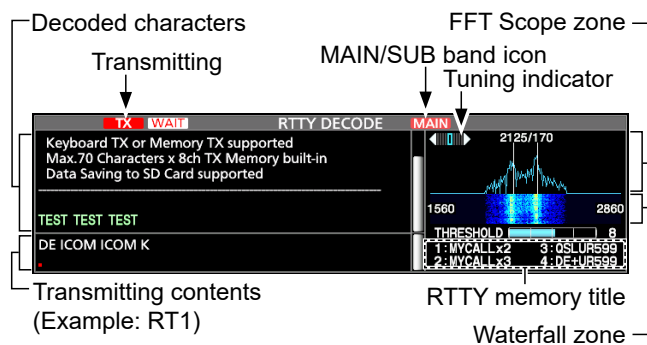 Decoded characters
FFT Scope zone
Transmitting
MAIN/SUB band icon
Tuning indicator
TX WAIT RTTY DECODE MAIN
Keyboard TX or Memory TX supported
Max.70 Characters x 8ch TX Memory built-in
Data Saving to SD Card supported
2125/170
TEST TEST TEST
1560 2860
THRESHOLD 8
DE ICOM ICOM K
1:MYCALLx2 3:QSLUR599
2:MYCALLx3 4:DE+UR599
Transmitting contents
(Example: RT1)
RTTY memory title
Waterfall zone